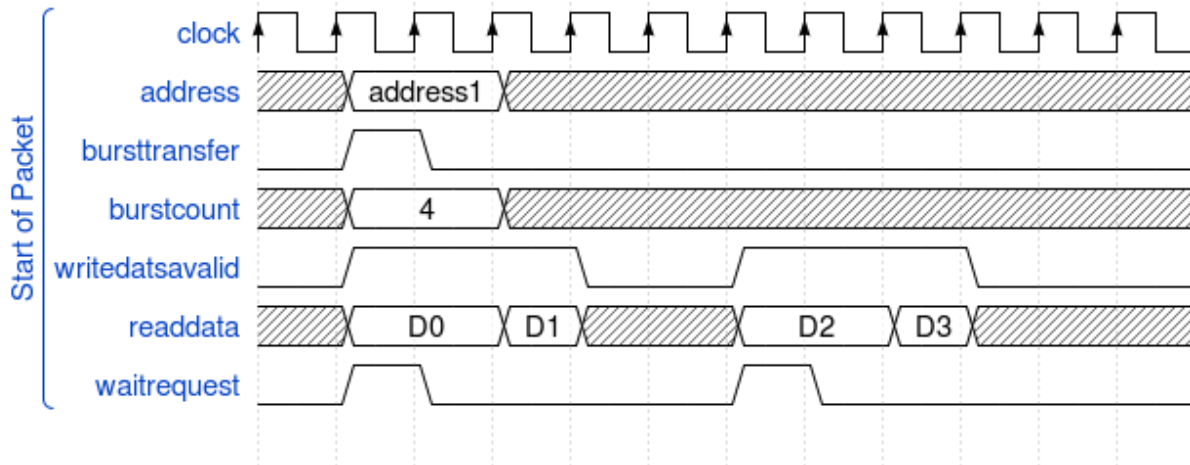 Start of Packet
clock
address
address1
bursttransfer
burstcount
4
writedatsavalid
readdata
D0
D1
D2
D3
waitrequest